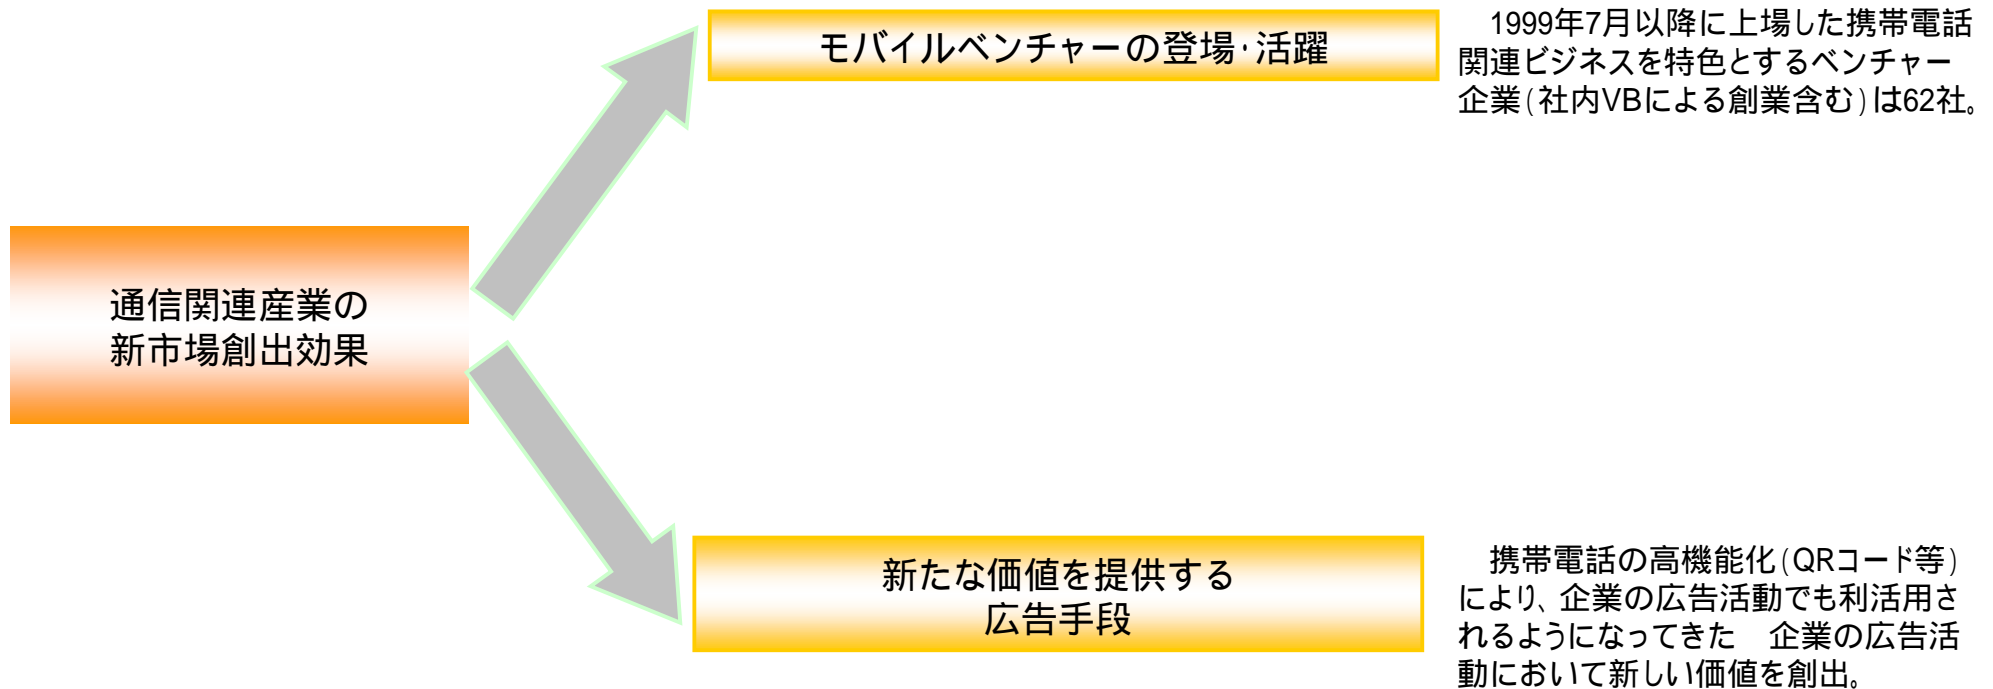 モバイルベンチャーの登場・活躍
1999年7月以降に上場した携帯電話
関連ビジネスを特色とするベンチャー
企業(社内VBによる創業含む)は62社。
通信関連産業の
新市場創出効果
新たな価値を提供する
広告手段
携帯電話の高機能化(QRコード等)
により、企業の広告活動でも利活用さ
れるようになってきた　企業の広告活
動において新しい価値を創出。